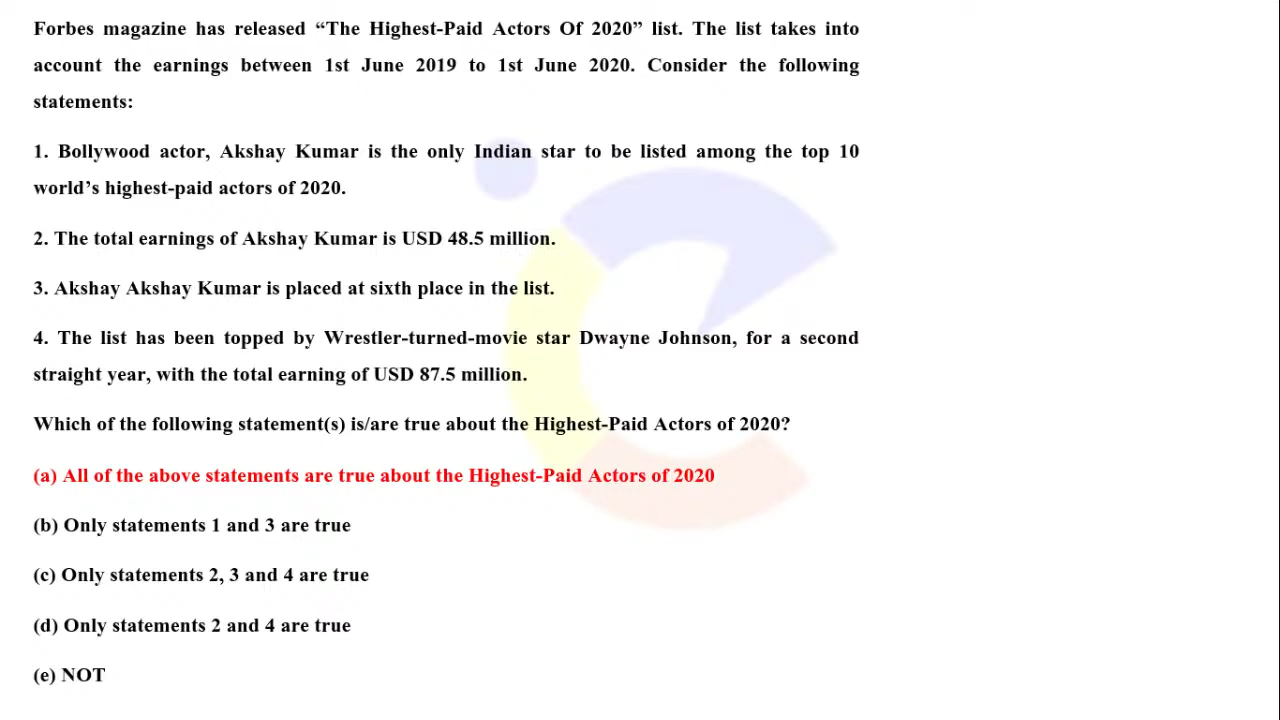 Forbes magazine has released “The Highest-Paid Actors Of 2020” list. The list takes into
account the earnings between 1st June 2019 to 1st June 2020. Consider the following
statements:
1. Bollywood actor, Akshay Kumar is the only Indian star to be listed among the top 10
world’s highest-paid actors of 2020.
2. The total earnings of Akshay Kumar is USD 48.5 million.
3. Akshay Akshay Kumar is placed at sixth place in the list.
4. The list has been topped by Wrestler-turned-movie star Dwayne Johnson, for a second
straight year, with the total earning of USD 87.5 million.
Which of the following statement(s) is/are true about the Highest-Paid Actors of 2020?
(a) All of the above statements are true about the Highest-Paid Actors of 2020
(b) Only statements 1 and 3 are true
(c) Only statements 2, 3 and 4 are true
(d) Only statements 2 and 4 are true
(e) NOT